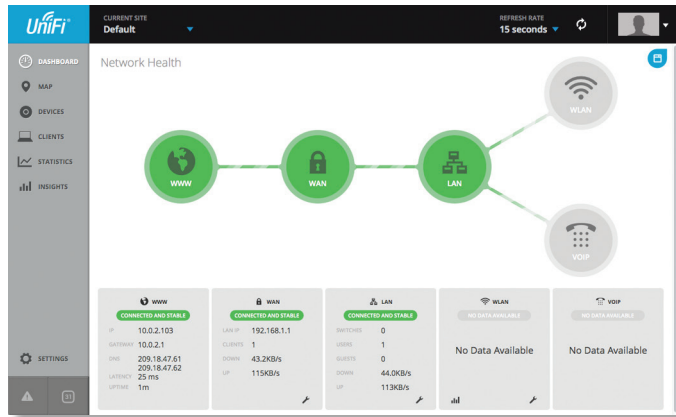 UniFi
CURRENT SITE
Default
REFRESH RATE
15 seconds
DASHBOARD
MAP
DEVICES
CLIENTS
STATISTICS
INSIGHTS
SETTINGS
31
Network Health
WWW
WAN
LAN
WLAN
VOIP
WWW
CONNECTED AND STABLE
IP 10.0.2.103
GATEWAY 10.0.2.1
DNS 209.18.47.61
209.18.47.62
LATENCY 25 ms
UPTIME 1m
WAN
CONNECTED AND STABLE
LAN IP 192.168.1.1
CLIENTS 1
DOWN 43.2KB/s
UP 115KB/s
LAN
CONNECTED AND STABLE
SWITCHES 0
USERS 1
GUESTS 0
DOWN 44.0KB/s
UP 113KB/s
WLAN
NO DATA AVAILABLE
No Data Available
VOIP
NO DATA AVAILABLE
No Data Available